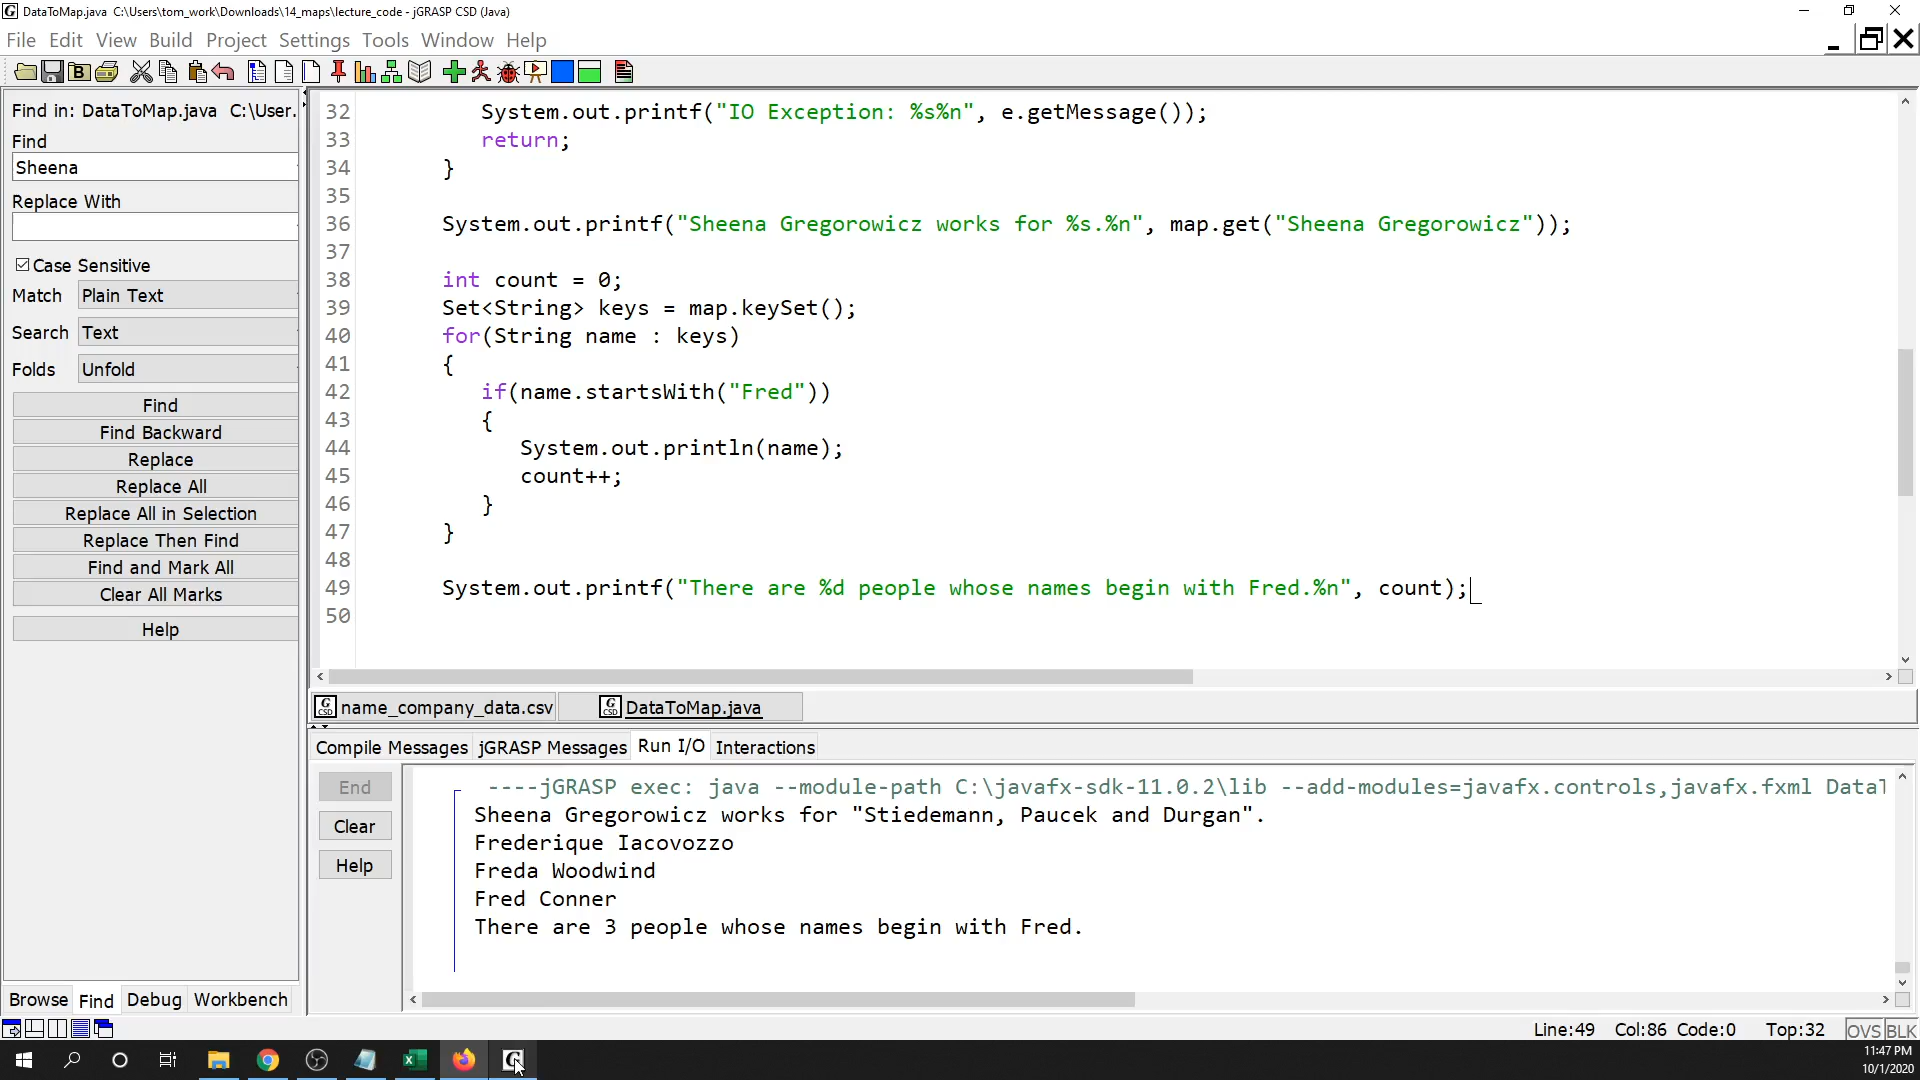 DataToMap.java C:\Users\tom_work\Downloads\14_maps\lecture_code - jGRASP CSD (Java)
File Edit View Build Project Settings Tools Window Help
Find in: DataToMap.java C:\User.
Find
Sheena
Replace With
Case Sensitive
Match Plain Text
Search Text
Folds Unfold
Find
Find Backward
Replace
Replace All
Replace All in Selection
Replace Then Find
Find and Mark All
Clear All Marks
Help
Browse Find Debug Workbench
32 System.out.printf("IO Exception: %s%n", e.getMessage());
33 return;
34 }
35
36 System.out.printf("Sheena Gregorowicz works for %s.%n", map.get("Sheena Gregorowicz"));
37
38 int count = 0;
39 Set<String> keys = map.keySet();
40 for(String name : keys)
41 {
42 if(name.startsWith("Fred"))
43 {
44 System.out.println(name);
45 count++;
46 }
47 }
48
49 System.out.printf("There are %d people whose names begin with Fred.%n", count);
50
name_company_data.csv DataToMap.java
Compile Messages jGRASP Messages Run I/O Interactions
End
Clear
Help
----jGRASP exec: java --module-path C:\javafx-sdk-11.0.2\lib --add-modules=javafx.controls,javafx.fxml DataT
Sheena Gregorowicz works for "Stiedemann, Paucek and Durgan".
Frederique Iacovozzo
Freda Woodwind
Fred Conner
There are 3 people whose names begin with Fred.
Line:49 Col:86 Code:0 Top:32 OVS BLK
11:47 PM
10/1/2020